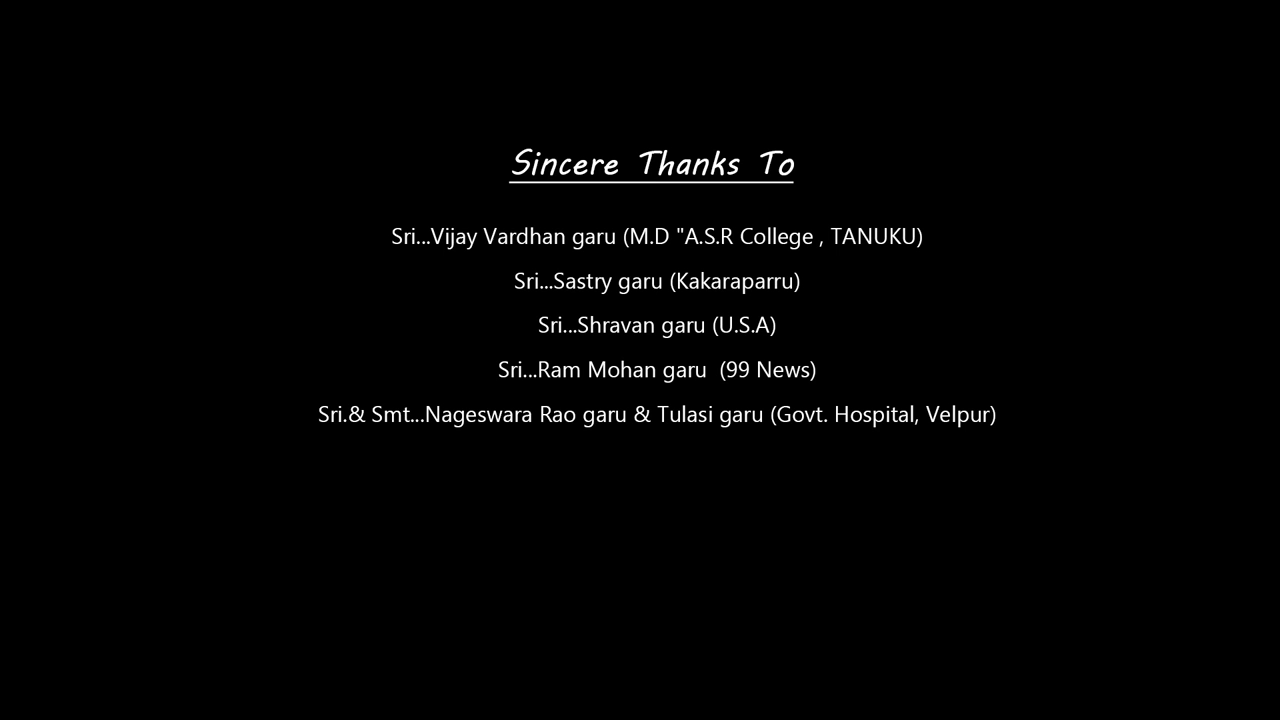 Sincere Thanks To
Sri...Vijay Vardhan garu (M.D "A.S.R College , TANUKU)
Sri...Sastry garu (Kakaraparru)
Sri...Shravan garu (U.S.A)
Sri...Ram Mohan garu  (99 News)
Sri.& Smt...Nageswara Rao garu & Tulasi garu (Govt. Hospital, Velpur)